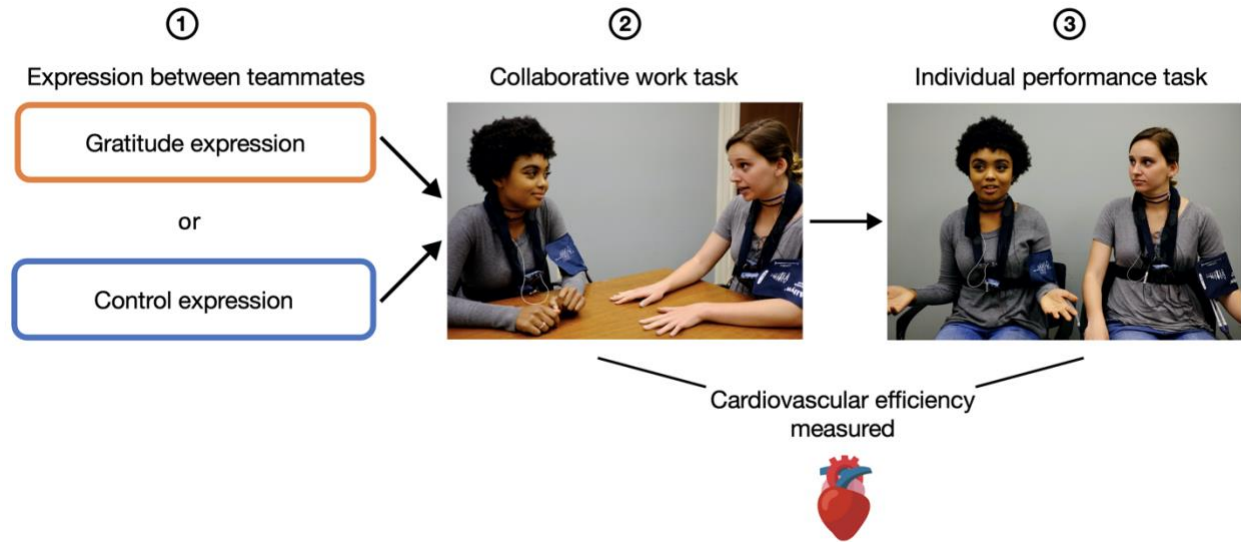 ①
Expression between teammates
Gratitude expression
or
Control expression
②
Collaborative work task
③
Individual performance task
Cardiovascular efficiency
measured